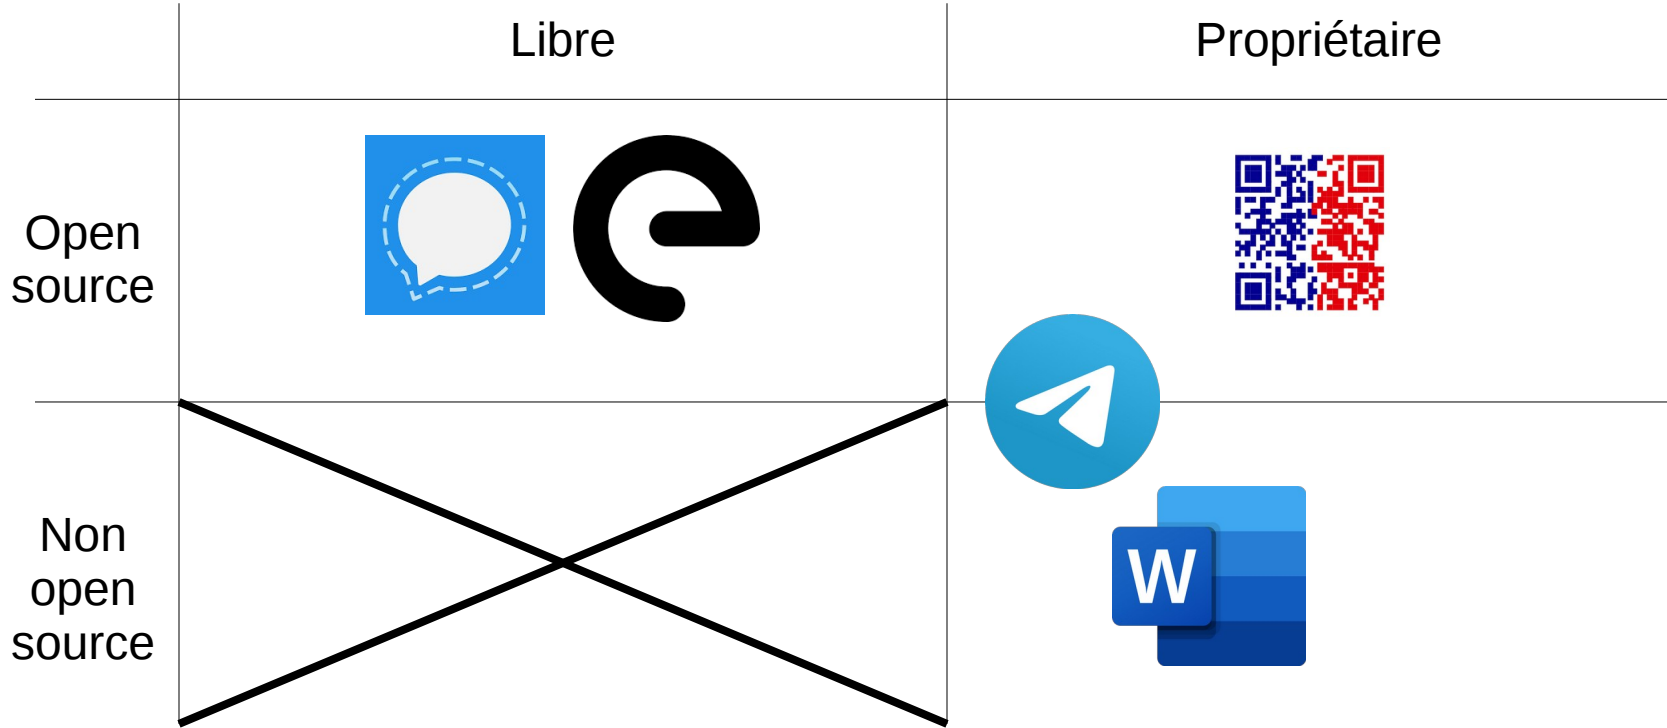 Libre
Propriétaire
Open
source
Non
open
source
W